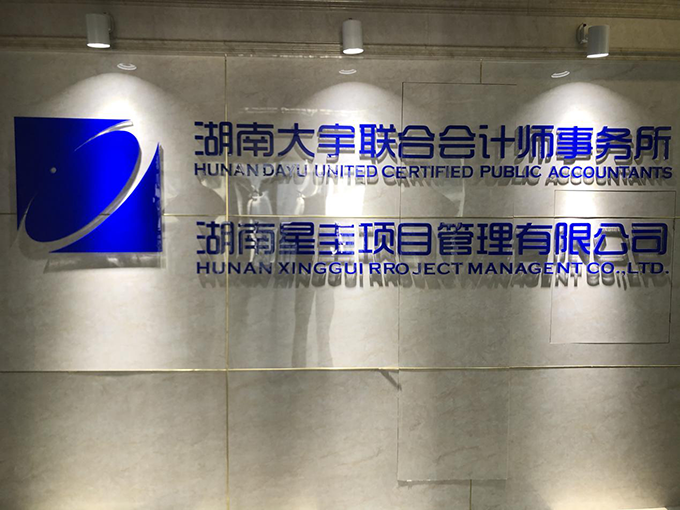 湖南大宇联合会计师事务所
HUNAN DAXU UNITED CERTIFIED PUBLIC ACCOUNTANTS
湖南星圭项目管理有限公司
HUNAN XINGGUI RROJECT MANAGENT CO.,LTD.